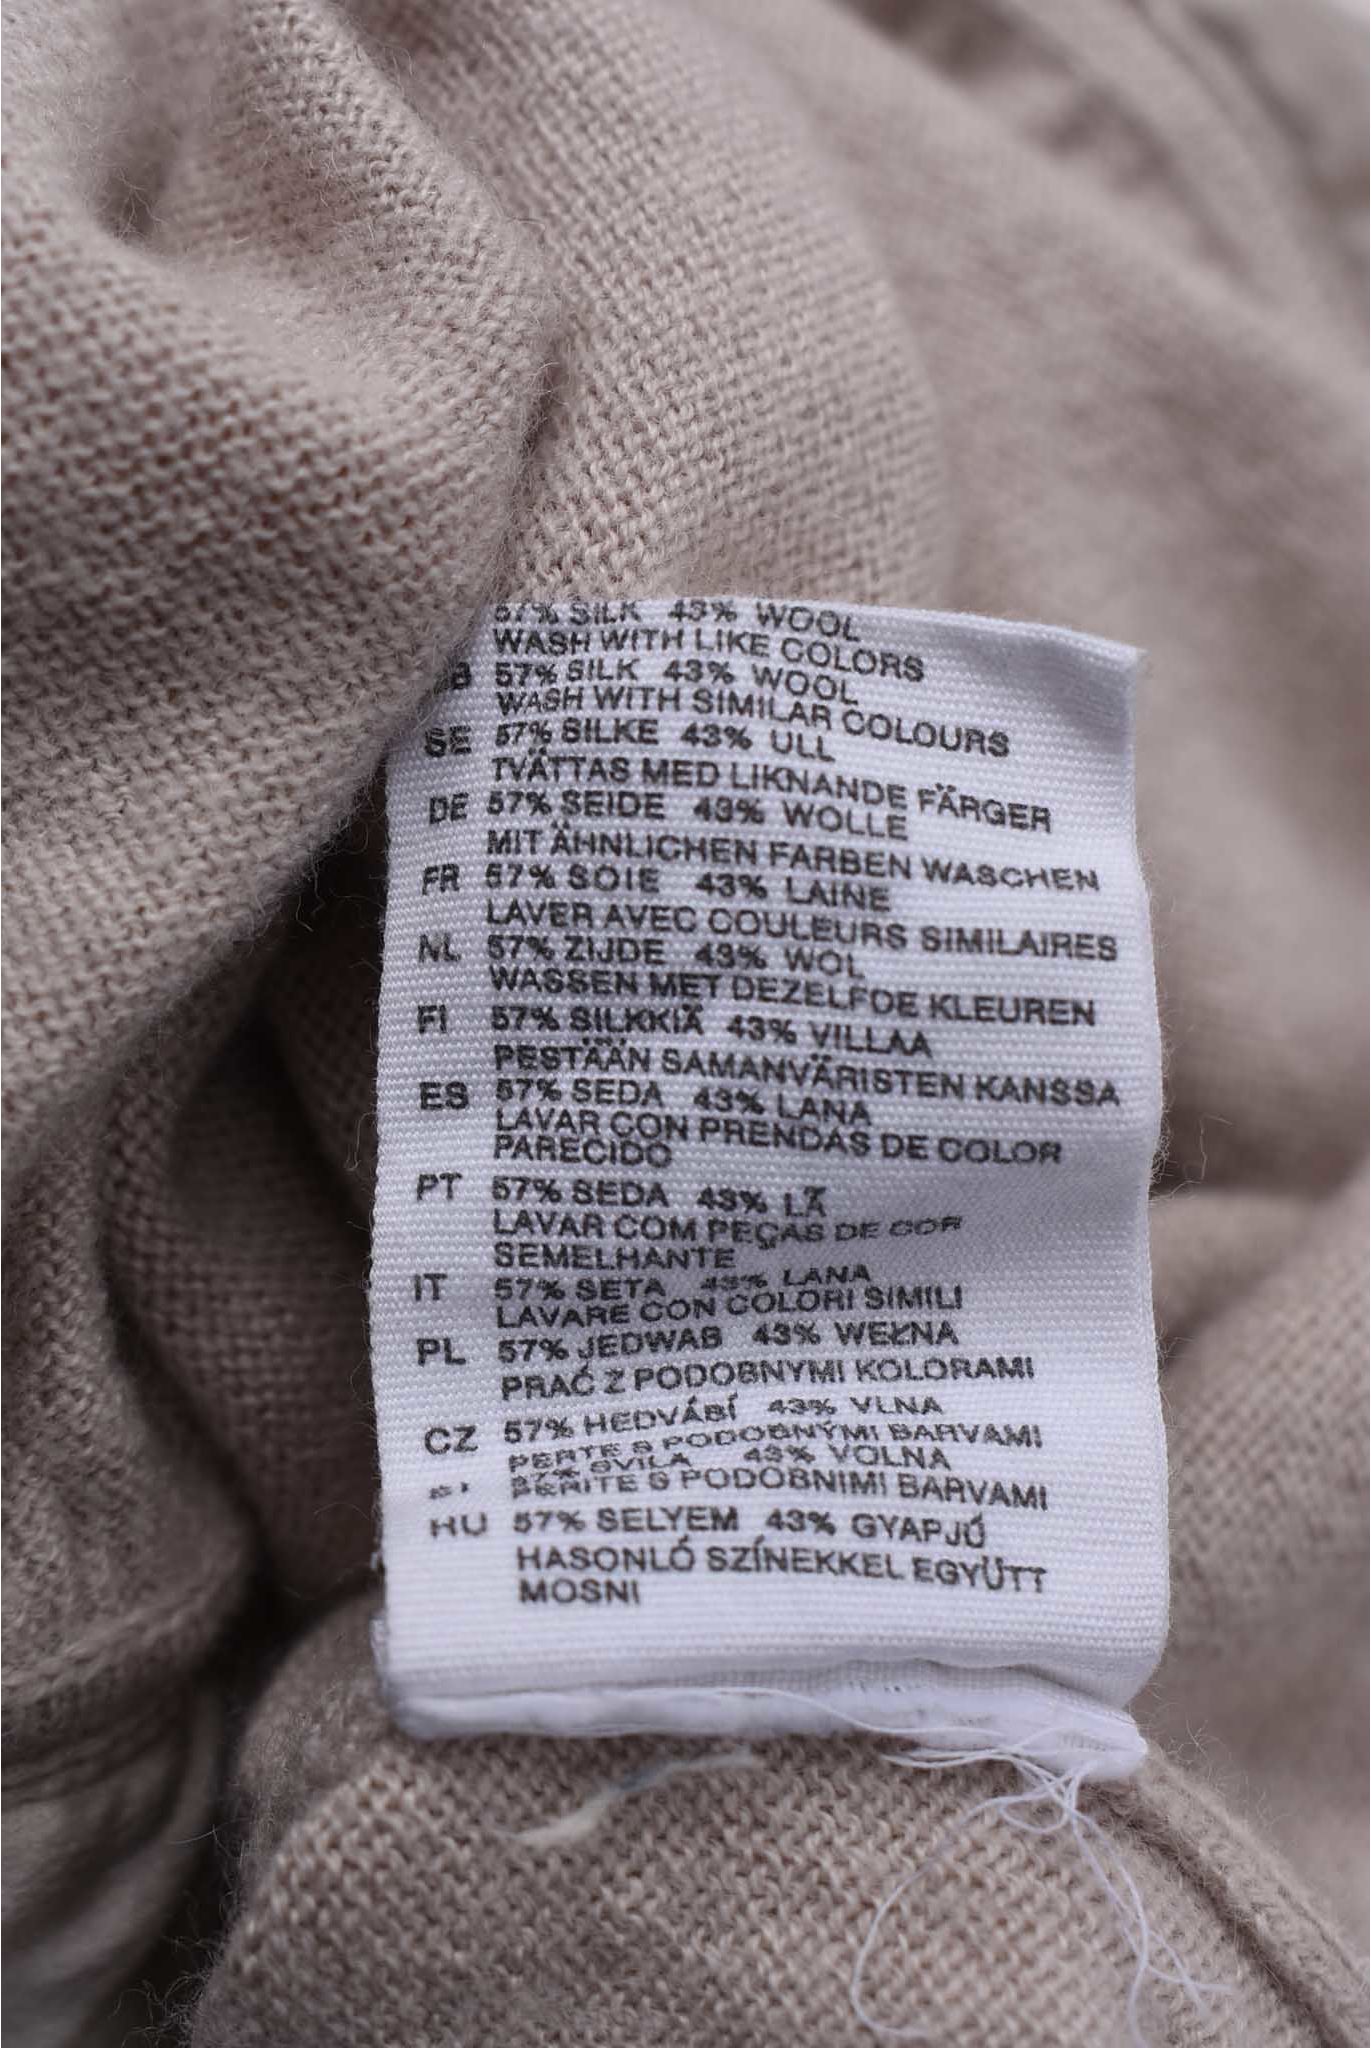 57% SILK 43% WOOL
WASH WITH LIKE COLORS
57% SILK 43% WOOL
WASH WITH SIMILAR COLOURS
SE 57% SILKE 43% ULL
TVÄTTAS MED LIKNANDE FÄRGER
DE 57% SEIDE 43% WOLLE
MIT ÄHNLICHEN FARBEN WASCHEN
FR 57% SOIE 43% LAINE
LAVER AVEC COULEURS SIMILAIRES
NL 57% ZIJDE 43% WOL
WASSEN MET DEZELFDE KLEUREN
FI 57% SILKKIÄ 43% VILLAA
PESTÄÄN SAMANVÄRISTEN KANSSA
ES 57% SEDA 43% LANA
LAVAR CON PRENDAS DE COLOR
PARECIDO
PT 57% SEDA 43% LÃ
LAVAR COM PEÇAS DE COR
SEMELHANTE
IT 57% SETA 43% LANA
LAVARE CON COLORI SIMILI
PL 57% JEDWAB 43% WEŁNA
PRAĆ Z PODOBNYMI KOLORAMI
CZ 57% HEDVÁBÍ 43% VLNA
PERTE S PODOBNÝMI BARVAMI
57% SVILA 43% VOLNA
PERITE S PODOBNIMI BARVAMI
HU 57% SELYEM 43% GYAPJÚ
HASONLÓ SZÍNEKKEL EGYÜTT
MOSNI